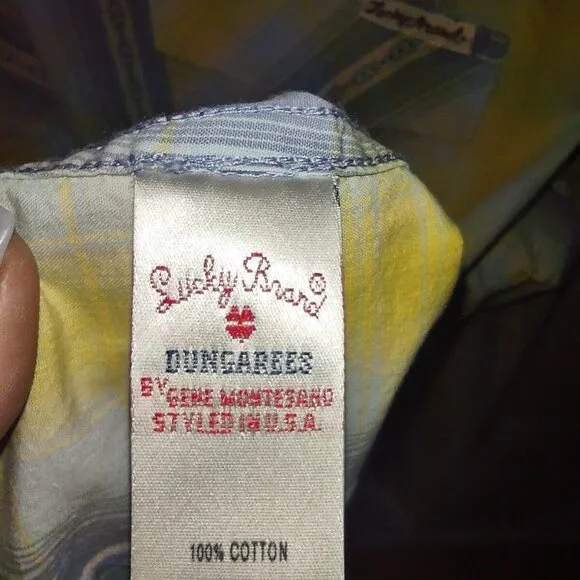 Lucky Brand®
DUNGAREES
BY GENE MONTESANO
STYLED IN U.S.A.
100% COTTON